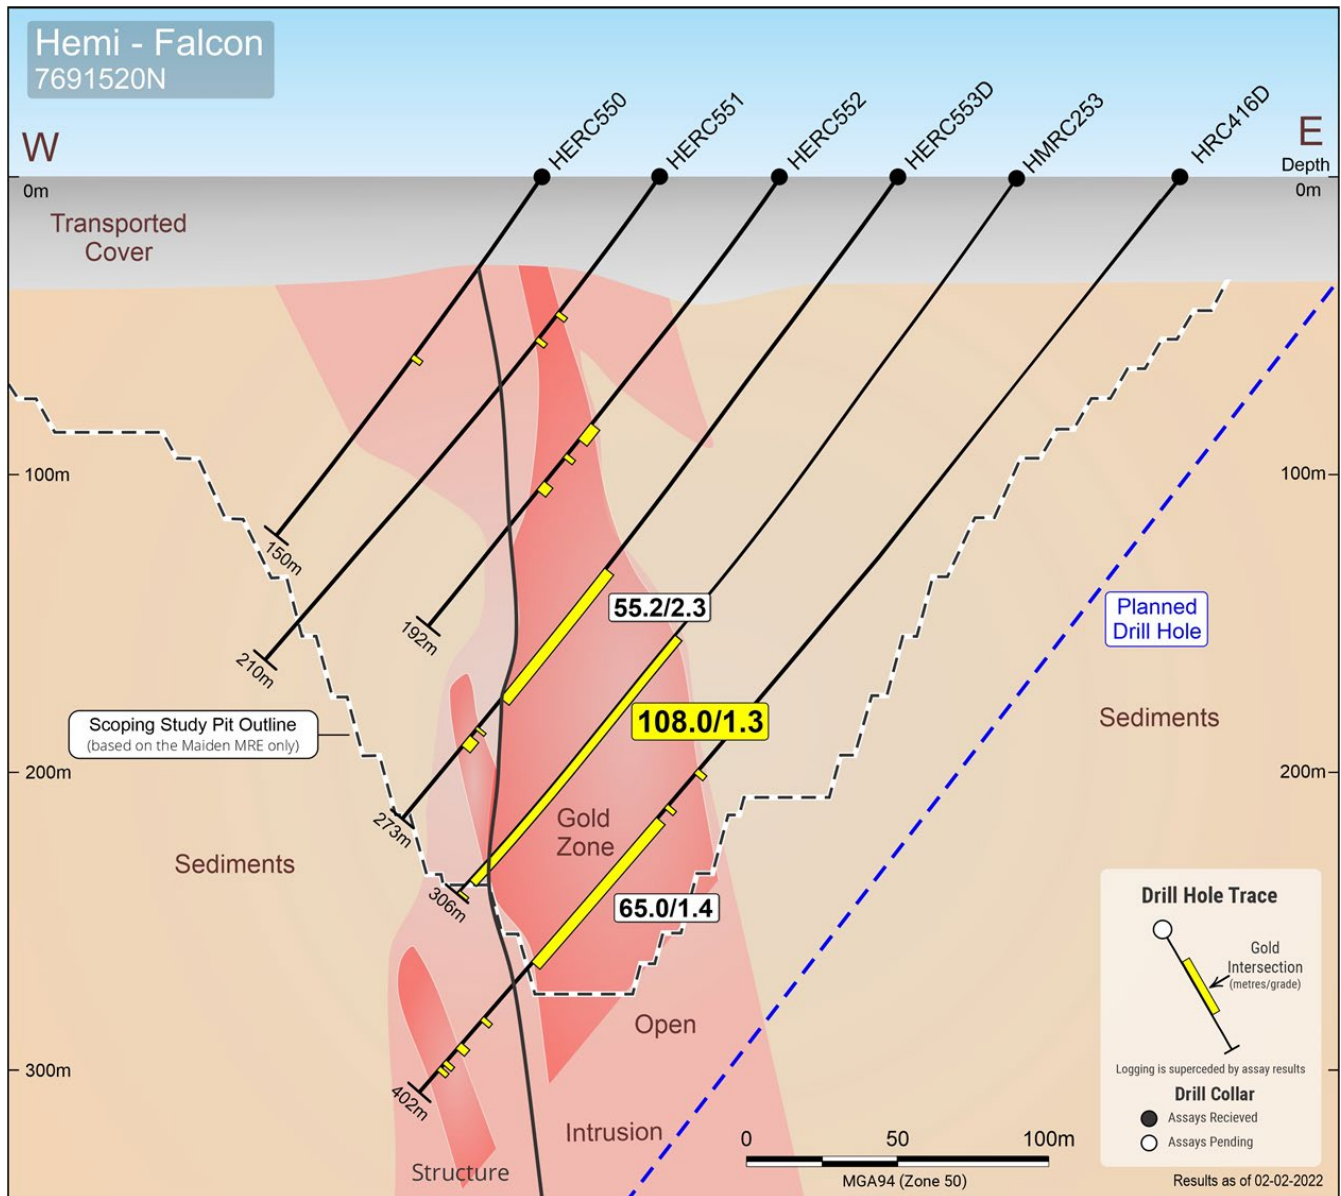 Hemi - Falcon
7691520N
W
E
HERC550
HERC551
HERC552
HERC553D
HMRC253
HRC416D
Depth
0m
0m
Transported
Cover
100m
100m
150m
192m
210m
55.2/2.3
Planned
Drill Hole
108.0/1.3
Scoping Study Pit Outline
(based on the Maiden MRE only)
Sediments
200m
200m
273m
Gold
Zone
Sediments
306m
65.0/1.4
Open
300m
402m
Intrusion
Structure
0
50
100m
MGA94 (Zone 50)
Drill Hole Trace
Gold
Intersection
(metres/grade)
Logging is superceded by assay results
Drill Collar
Assays Recieved
Assays Pending
Results as of 02-02-2022